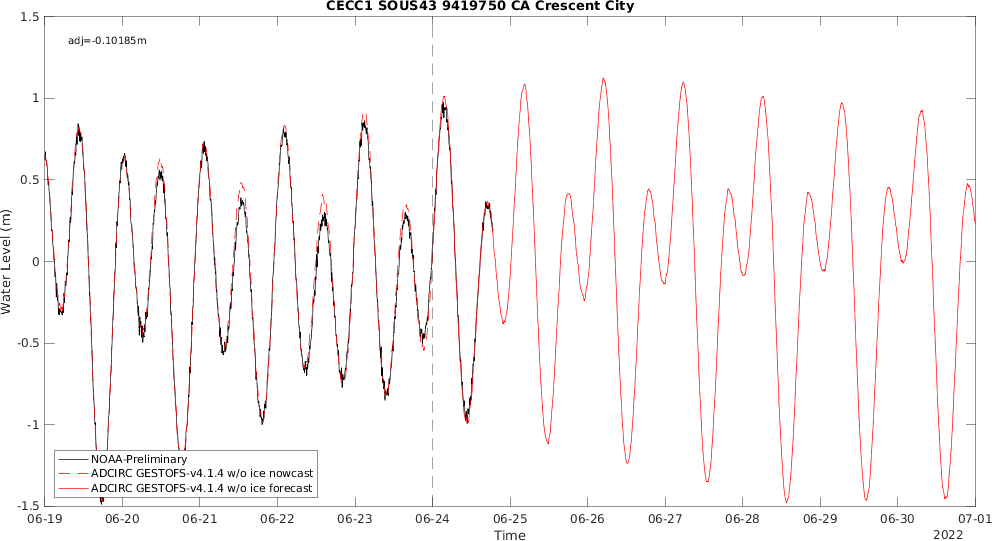 CECC1 SOUS43 9419750 CA Crescent City
adj=-0.10185m
Water Level (m)
1.5
1
0.5
0
-0.5
-1
-1.5
NOAA-Preliminary
ADCIRC GESTOFS-v4.1.4 w/o ice nowcast
ADCIRC GESTOFS-v4.1.4 w/o ice forecast
06-19 06-20 06-21 06-22 06-23 06-24 06-25 06-26 06-27 06-28 06-29 06-30 07-01
Time
2022